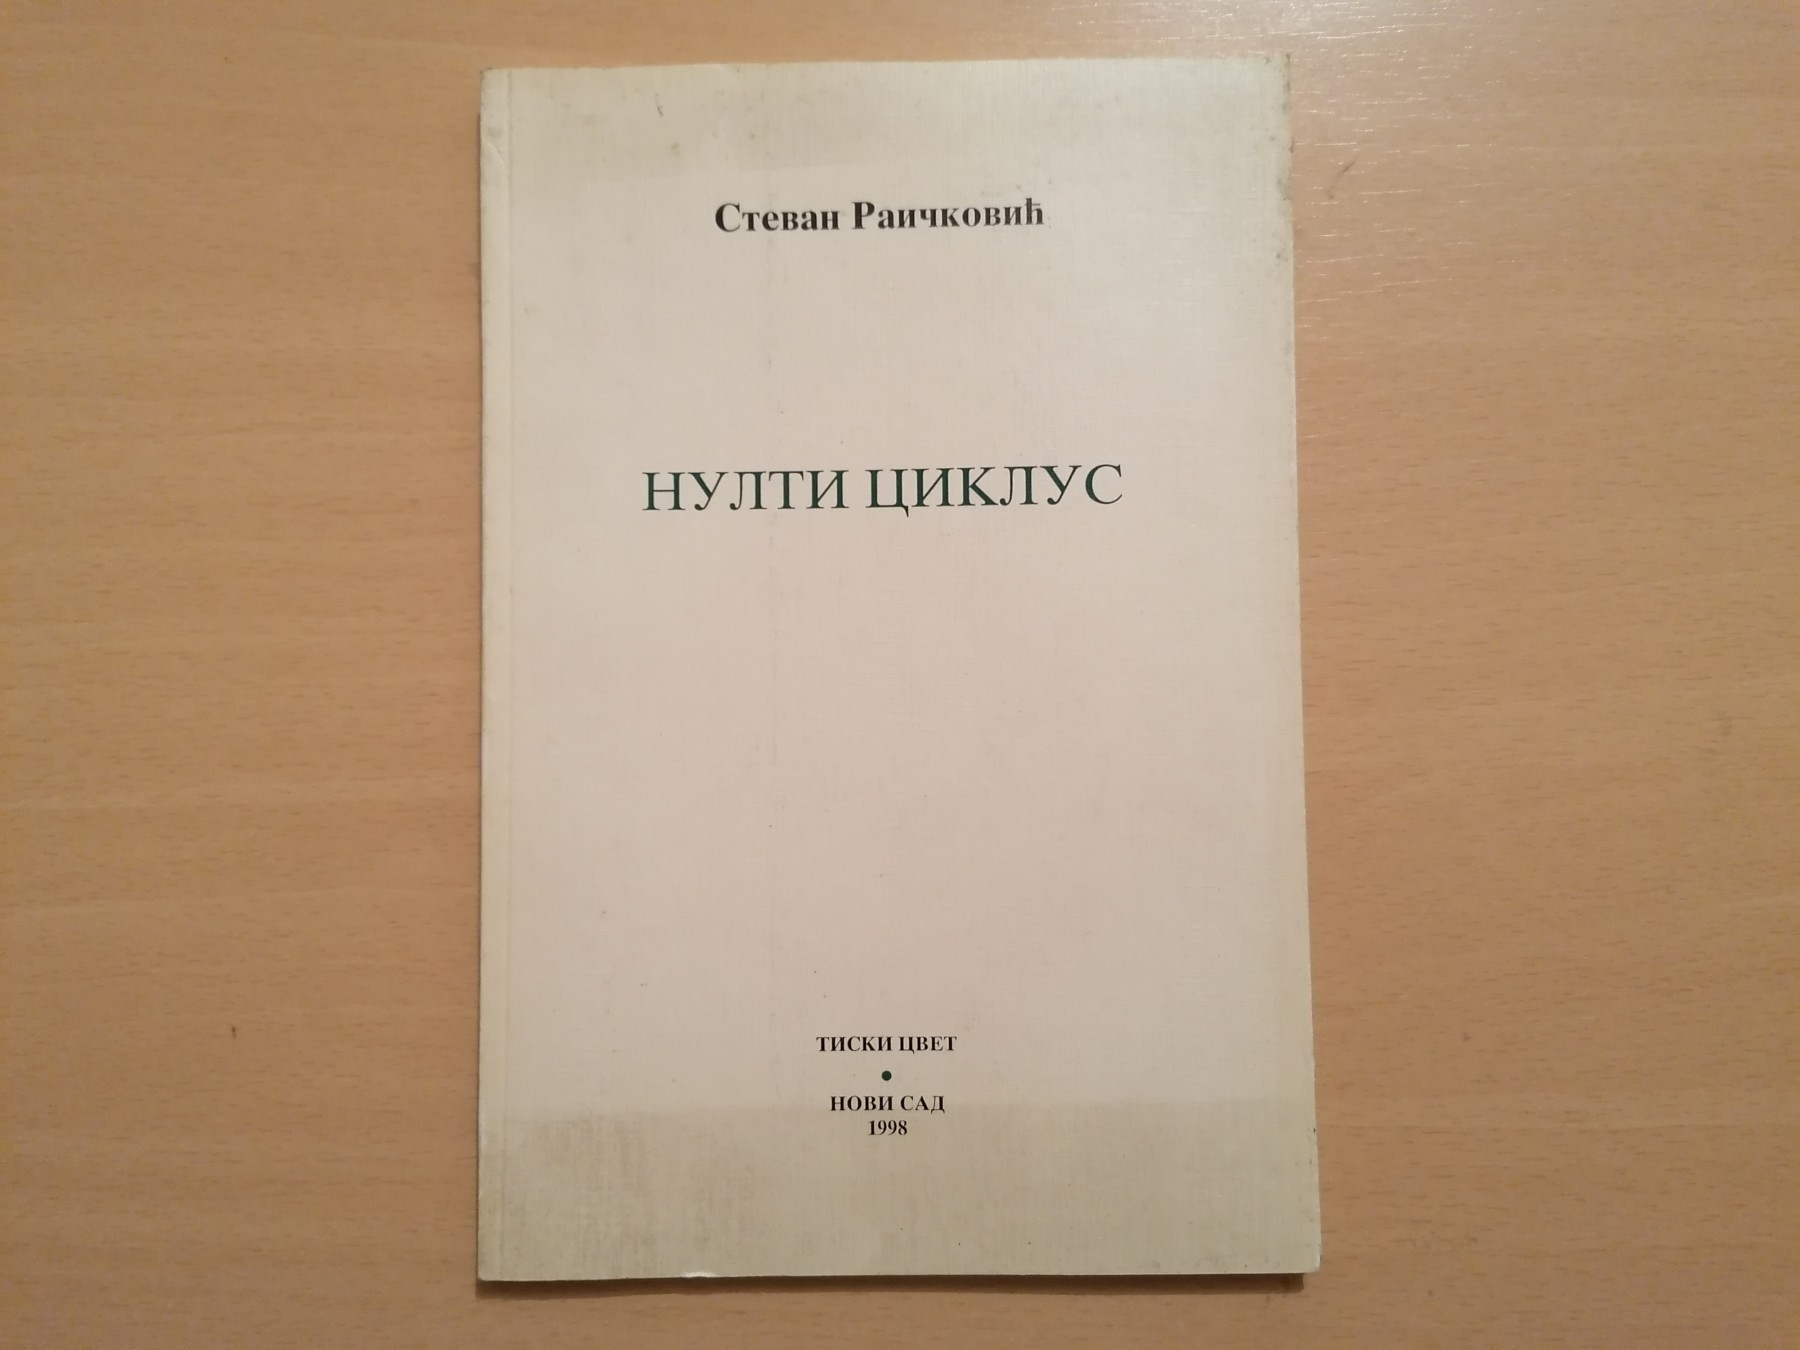 Стеван Раичковић
НУЛТИ ЦИКЛУС
ТИСКИ ЦВЕТ
•
НОВИ САД
1998